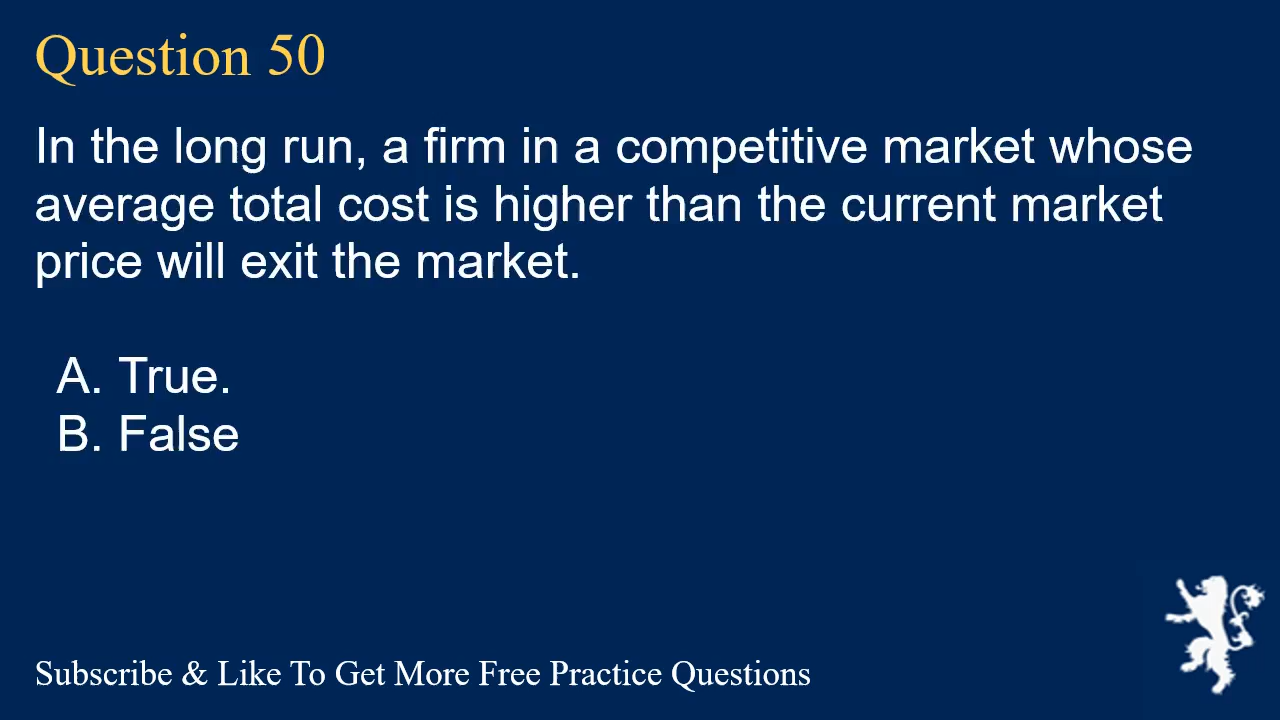 Question 50
In the long run, a firm in a competitive market whose
average total cost is higher than the current market
price will exit the market.
A. True.
B. False
Subscribe & Like To Get More Free Practice Questions